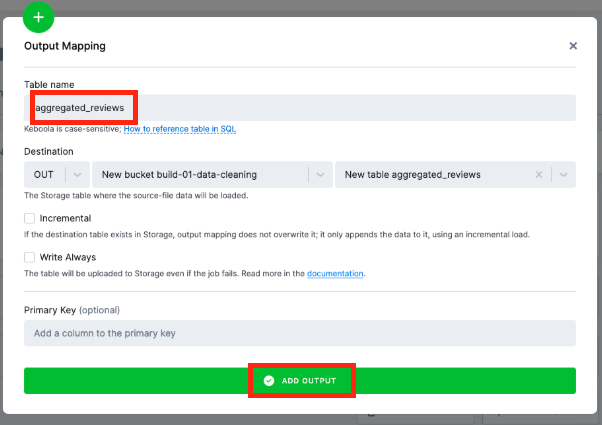 Output Mapping
Table name
aggregated_reviews
Keboola is case-sensitive; How to reference table in SQL
Destination
OUT
New bucket build-01-data-cleaning
New table aggregated_reviews
The Storage table where the source-file data will be loaded.
Incremental
If the destination table exists in Storage, output mapping does not overwrite it; it only appends the data to it, using an incremental load.
Write Always
The table will be uploaded to Storage even if the job fails. Read more in the documentation.
Primary Key (optional)
Add a column to the primary key
ADD OUTPUT